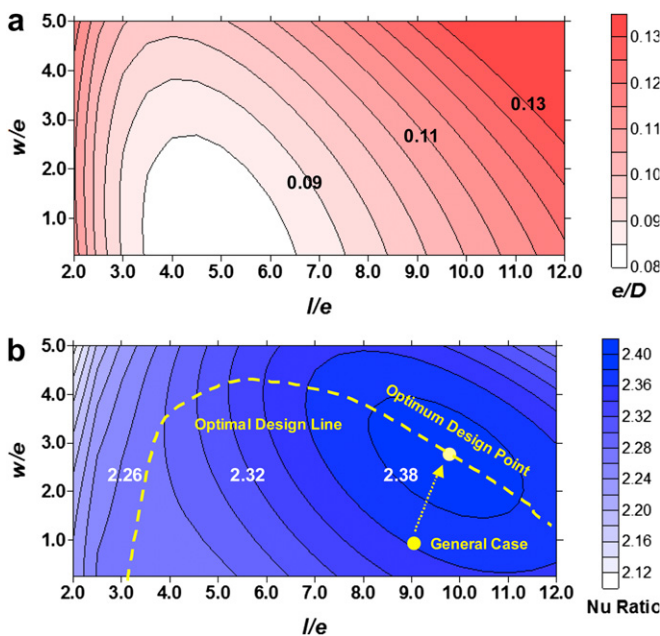 a
5.0
4.0
3.0
2.0
1.0
w/e
0.13
0.11
0.09
2.0 3.0 4.0 5.0 6.0 7.0 8.0 9.0 10.0 11.0 12.0
l/e
0.13
0.12
0.11
0.10
0.09
0.08
e/D
b
5.0
4.0
3.0
2.0
1.0
w/e
Optimal Design Line
Optimum Design Point
2.26 2.32 2.38
General Case
2.0 3.0 4.0 5.0 6.0 7.0 8.0 9.0 10.0 11.0 12.0
l/e
2.40
2.36
2.32
2.28
2.24
2.20
2.16
2.12
Nu Ratio